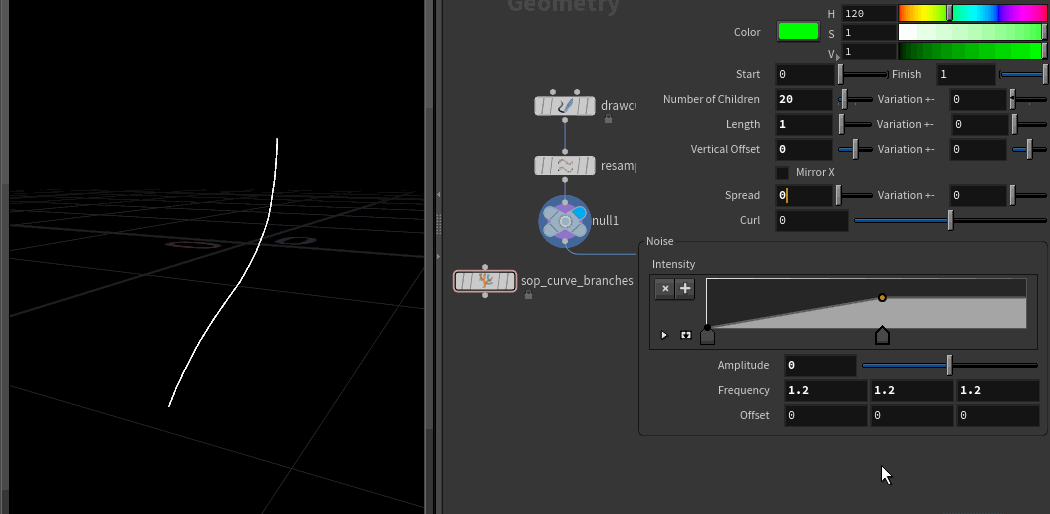 Geometry
H 120
Color S 1
V 1
Start 0 Finish 1
Number of Children 20 Variation +- 0
Length 1 Variation +- 0
Vertical Offset 0 Variation +- 0
Mirror X
Spread 0 Variation +- 0
Curl 0
Noise
Intensity
Amplitude 0
Frequency 1.2 1.2 1.2
Offset 0 0 0
drawcu
resam
null1
sop_curve_branches